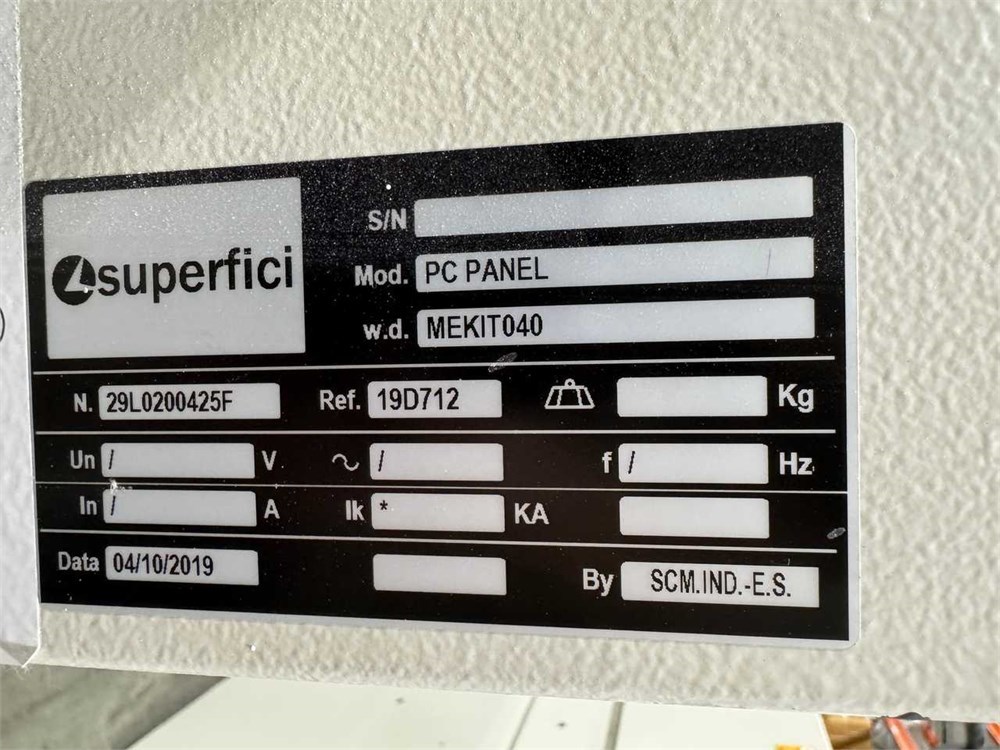 superfici
S/N
Mod. PC PANEL
w.d. MEKIT040
N. 29L0200425F Ref. 19D712 Kg
Un / V ~ / f / Hz
In / A Ik * KA
Data 04/10/2019 By SCM.IND.-E.S.